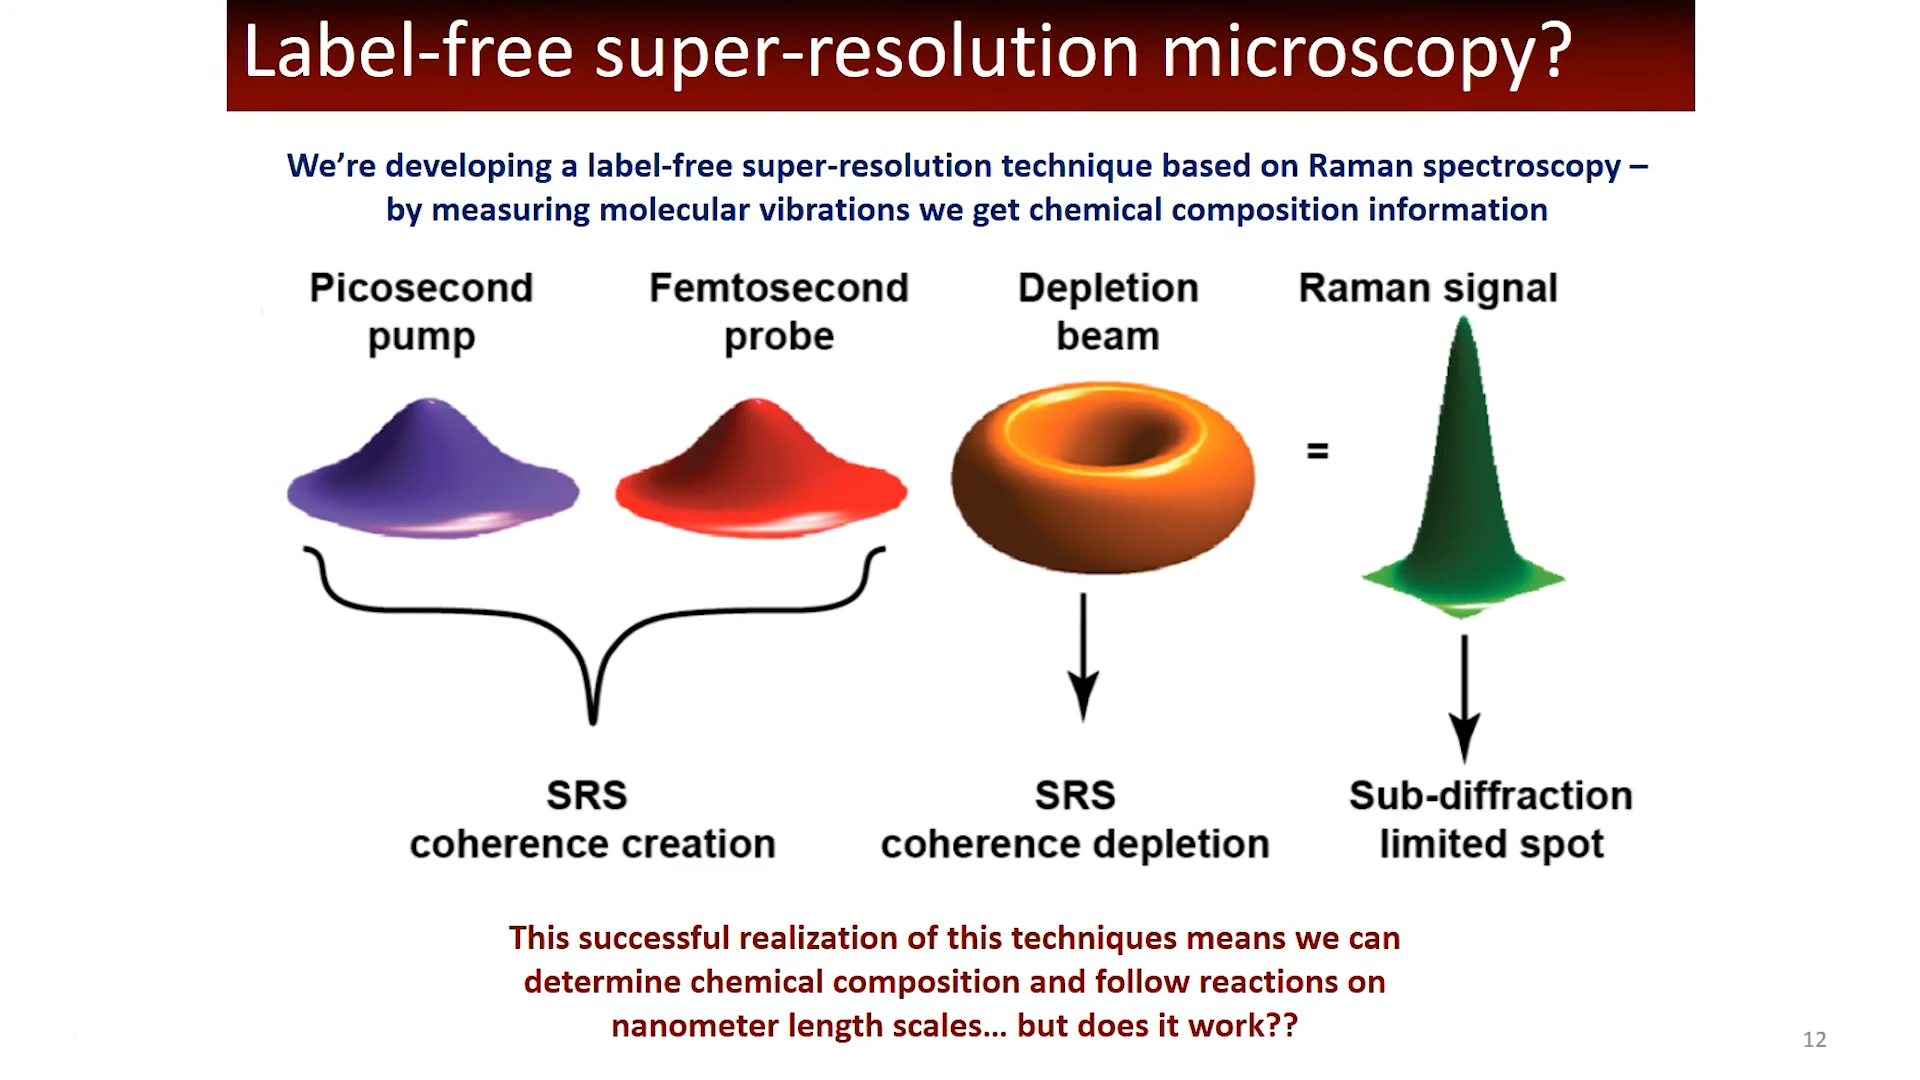 Label-free super-resolution microscopy?
We’re developing a label-free super-resolution technique based on Raman spectroscopy –
by measuring molecular vibrations we get chemical composition information
Picosecond
pump
Femtosecond
probe
Depletion
beam
Raman signal
=
SRS
coherence creation
SRS
coherence depletion
Sub-diffraction
limited spot
This successful realization of this techniques means we can
determine chemical composition and follow reactions on
nanometer length scales… but does it work??
12